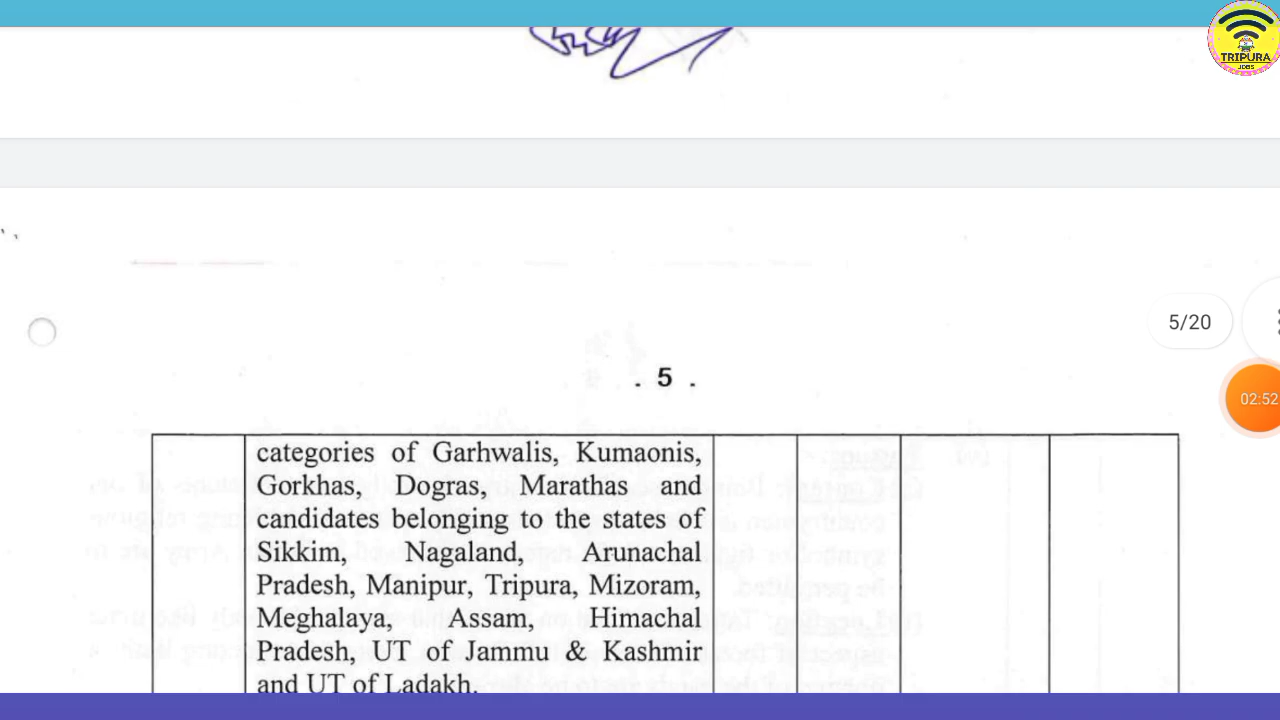 TRIPURA
JOBS
5/20
02:52
. 5 .
categories of Garhwalis, Kumaonis,
Gorkhas, Dogras, Marathas and
candidates belonging to the states of
Sikkim, Nagaland, Arunachal
Pradesh, Manipur, Tripura, Mizoram,
Meghalaya, Assam, Himachal
Pradesh, UT of Jammu & Kashmir
and UT of Ladakh.